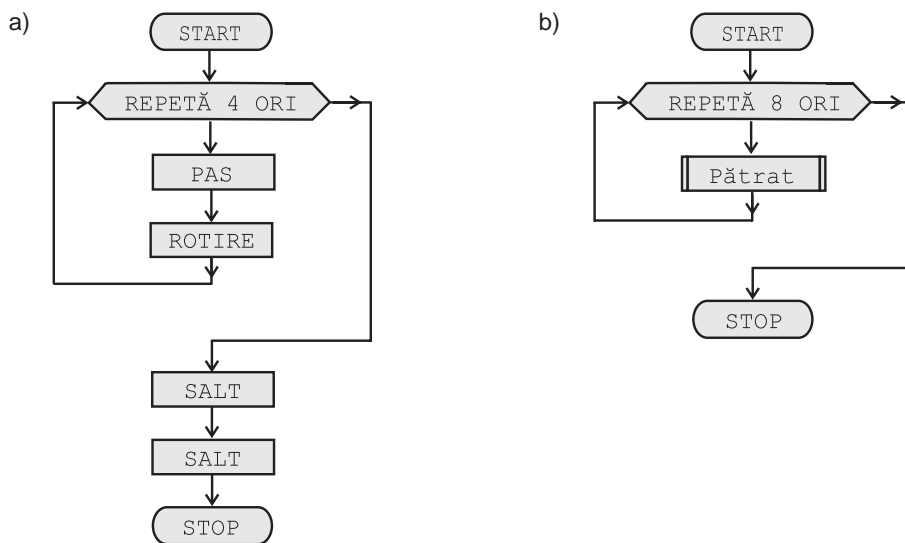 a)
START
REPETĂ 4 ORI
PAS
ROTIRE
SALT
SALT
STOP
b)
START
REPETĂ 8 ORI
Pătrat
STOP